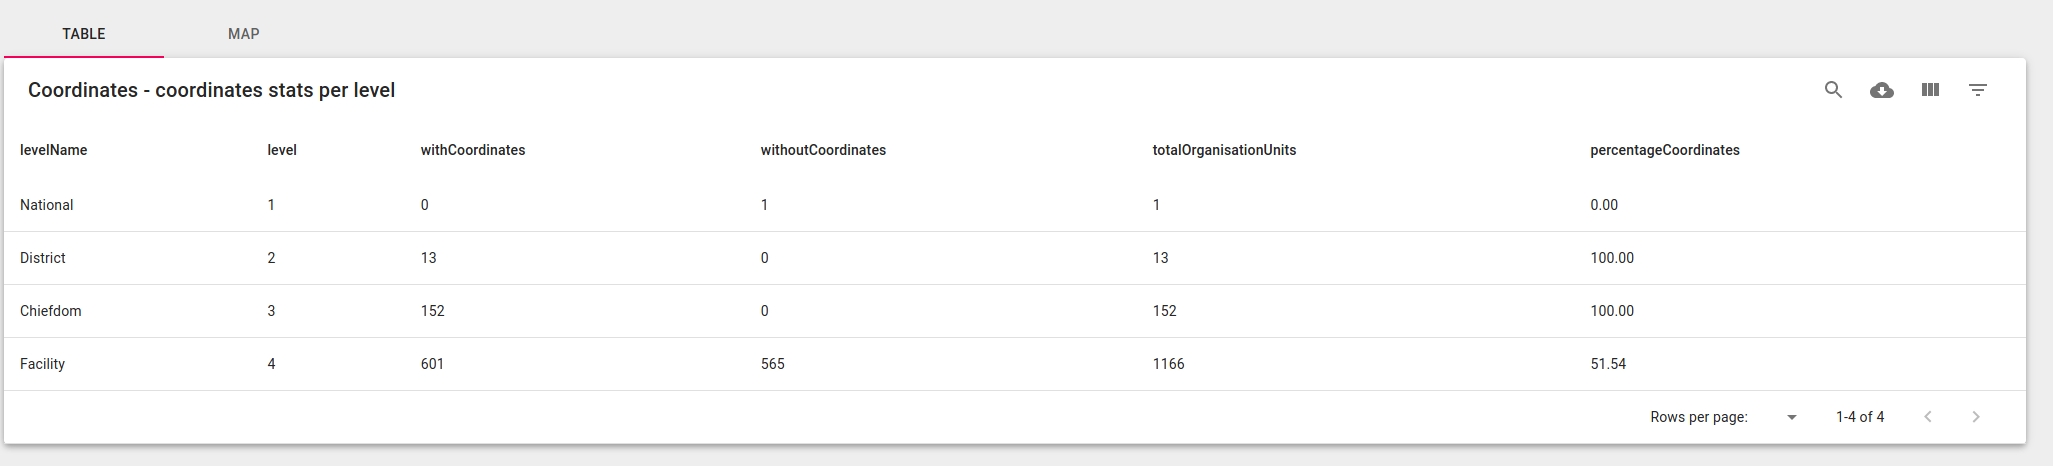 TABLE MAP
Coordinates - coordinates stats per level
levelName level withCoordinates withoutCoordinates totalOrganisationUnits percentageCoordinates
National 1 0 1 1 0.00
District 2 13 0 13 100.00
Chiefdom 3 152 0 152 100.00
Facility 4 601 565 1166 51.54
Rows per page: 1-4 of 4